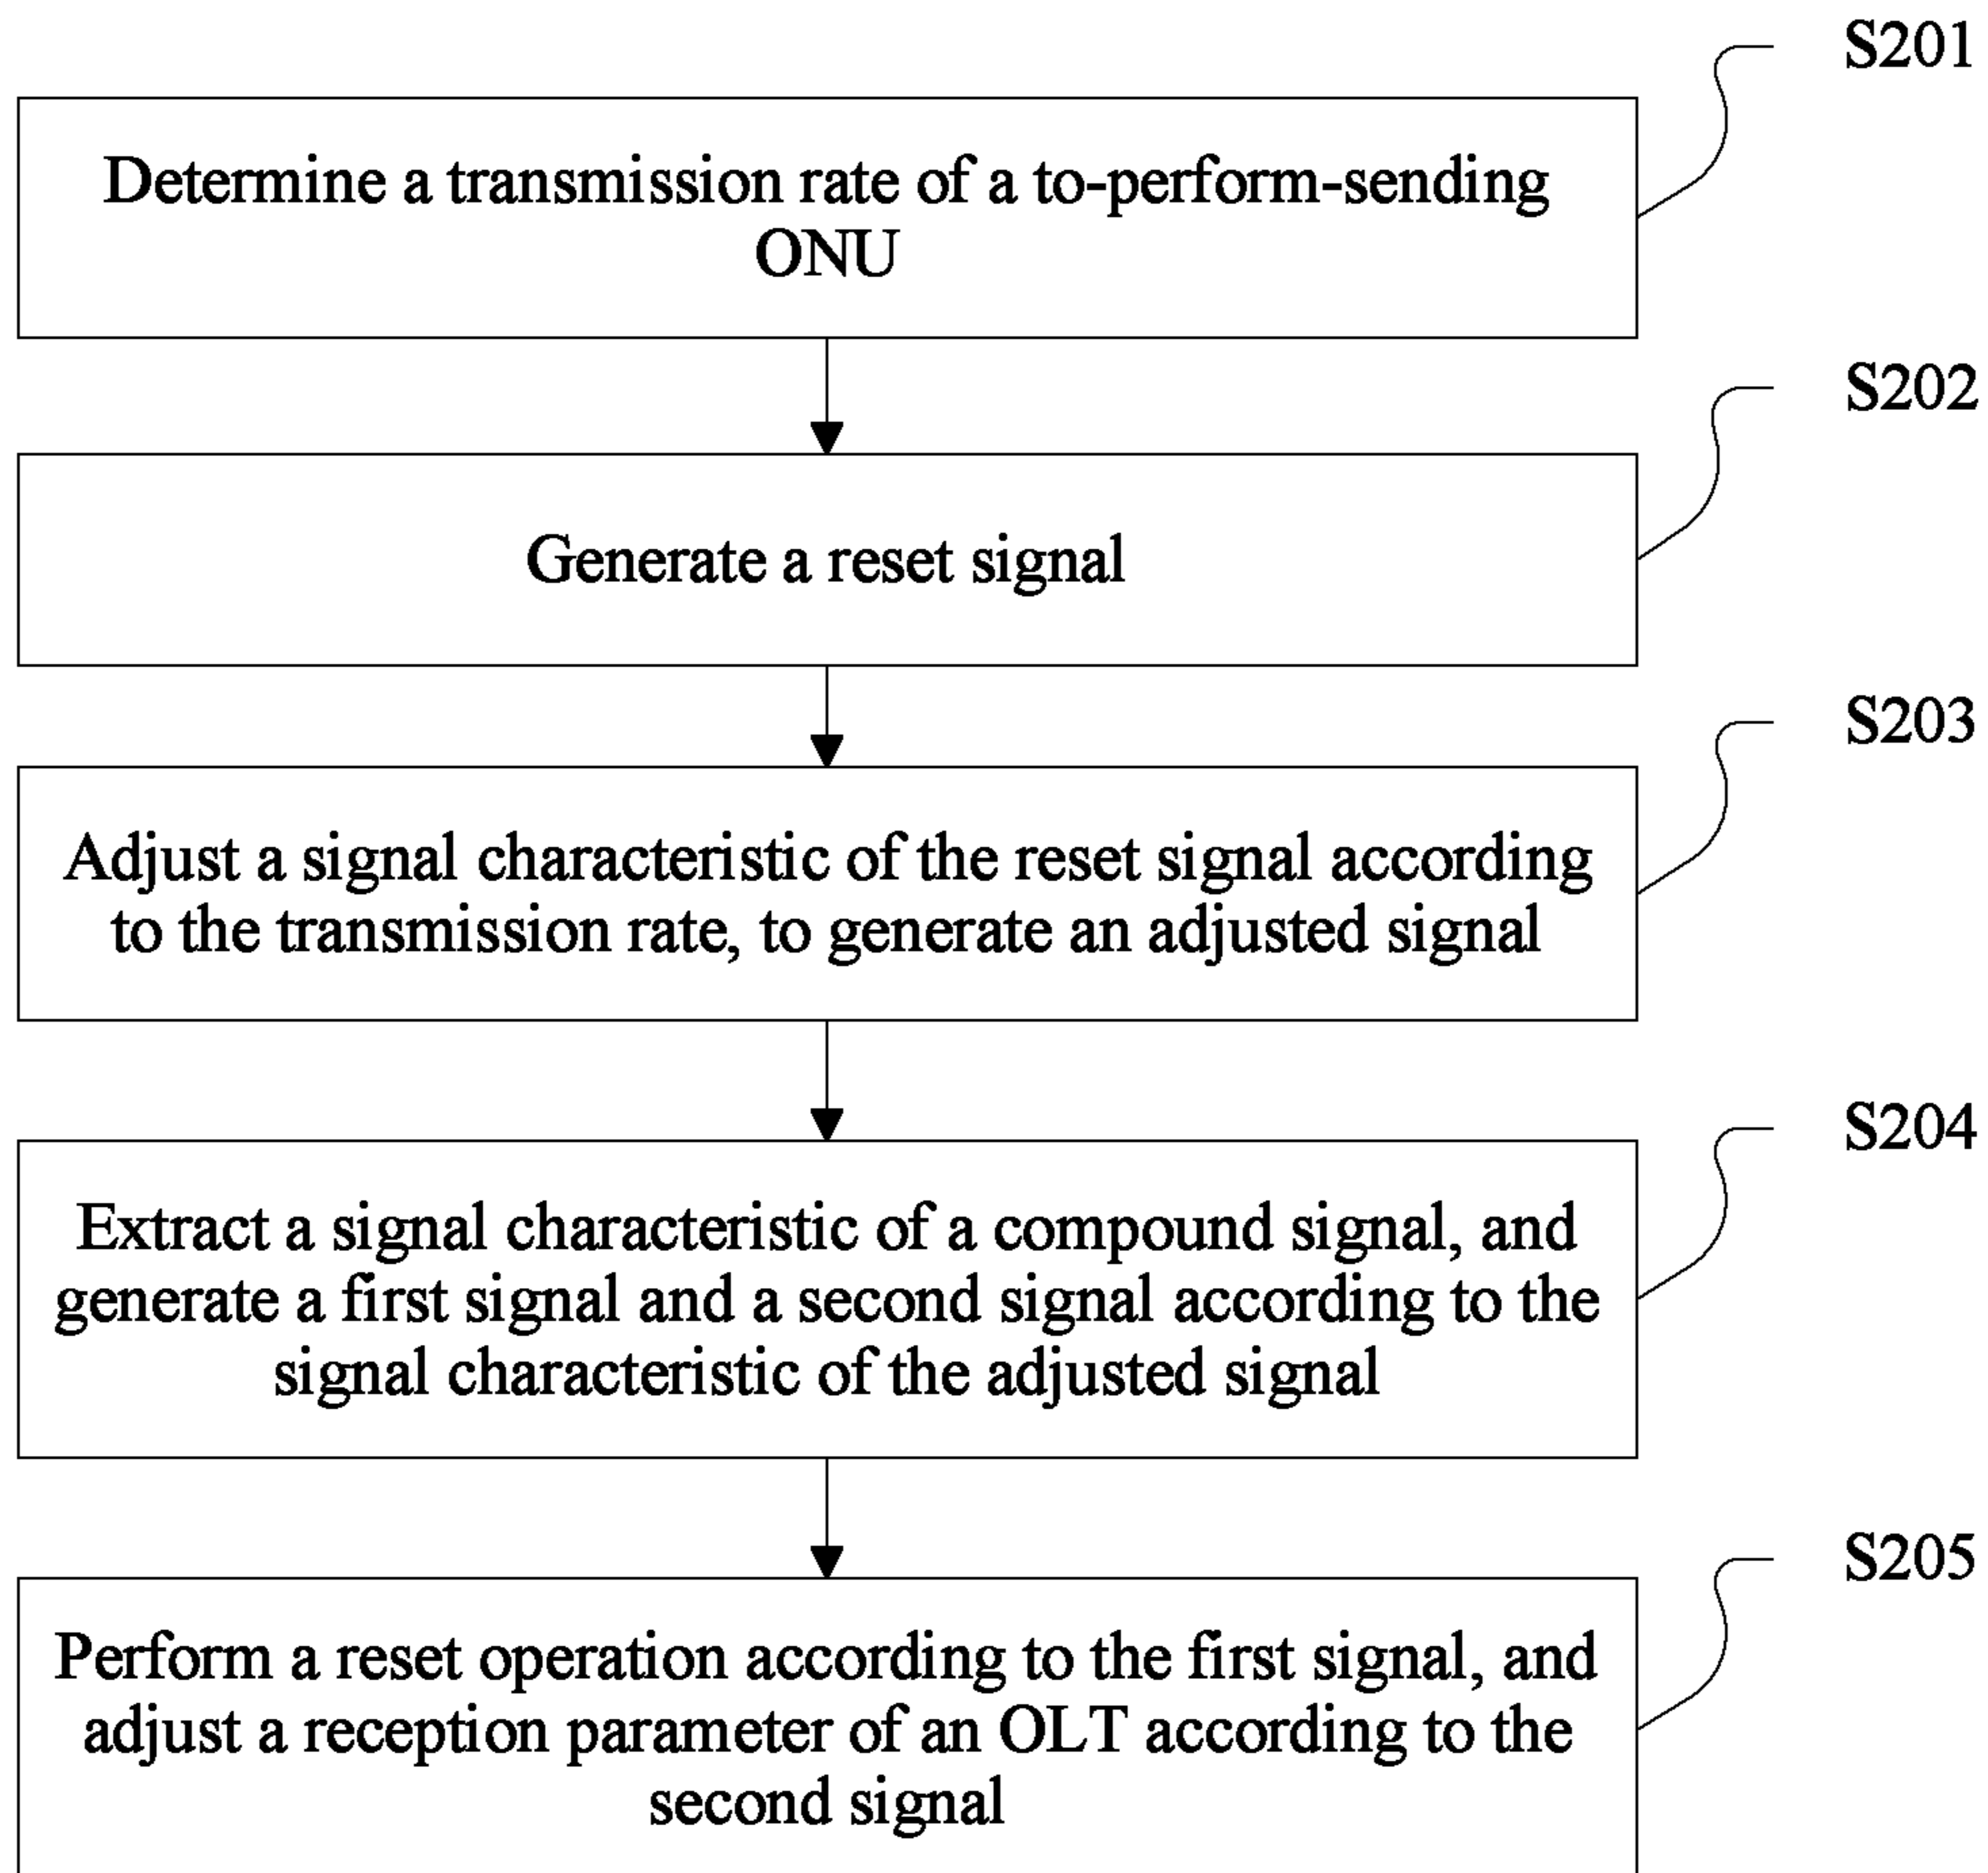 S201
Determine a transmission rate of a to-perform-sending
ONU
S202
Generate a reset signal
S203
Adjust a signal characteristic of the reset signal according
to the transmission rate, to generate an adjusted signal
S204
Extract a signal characteristic of a compound signal, and
generate a first signal and a second signal according to the
signal characteristic of the adjusted signal
S205
Perform a reset operation according to the first signal, and
adjust a reception parameter of an OLT according to the
second signal